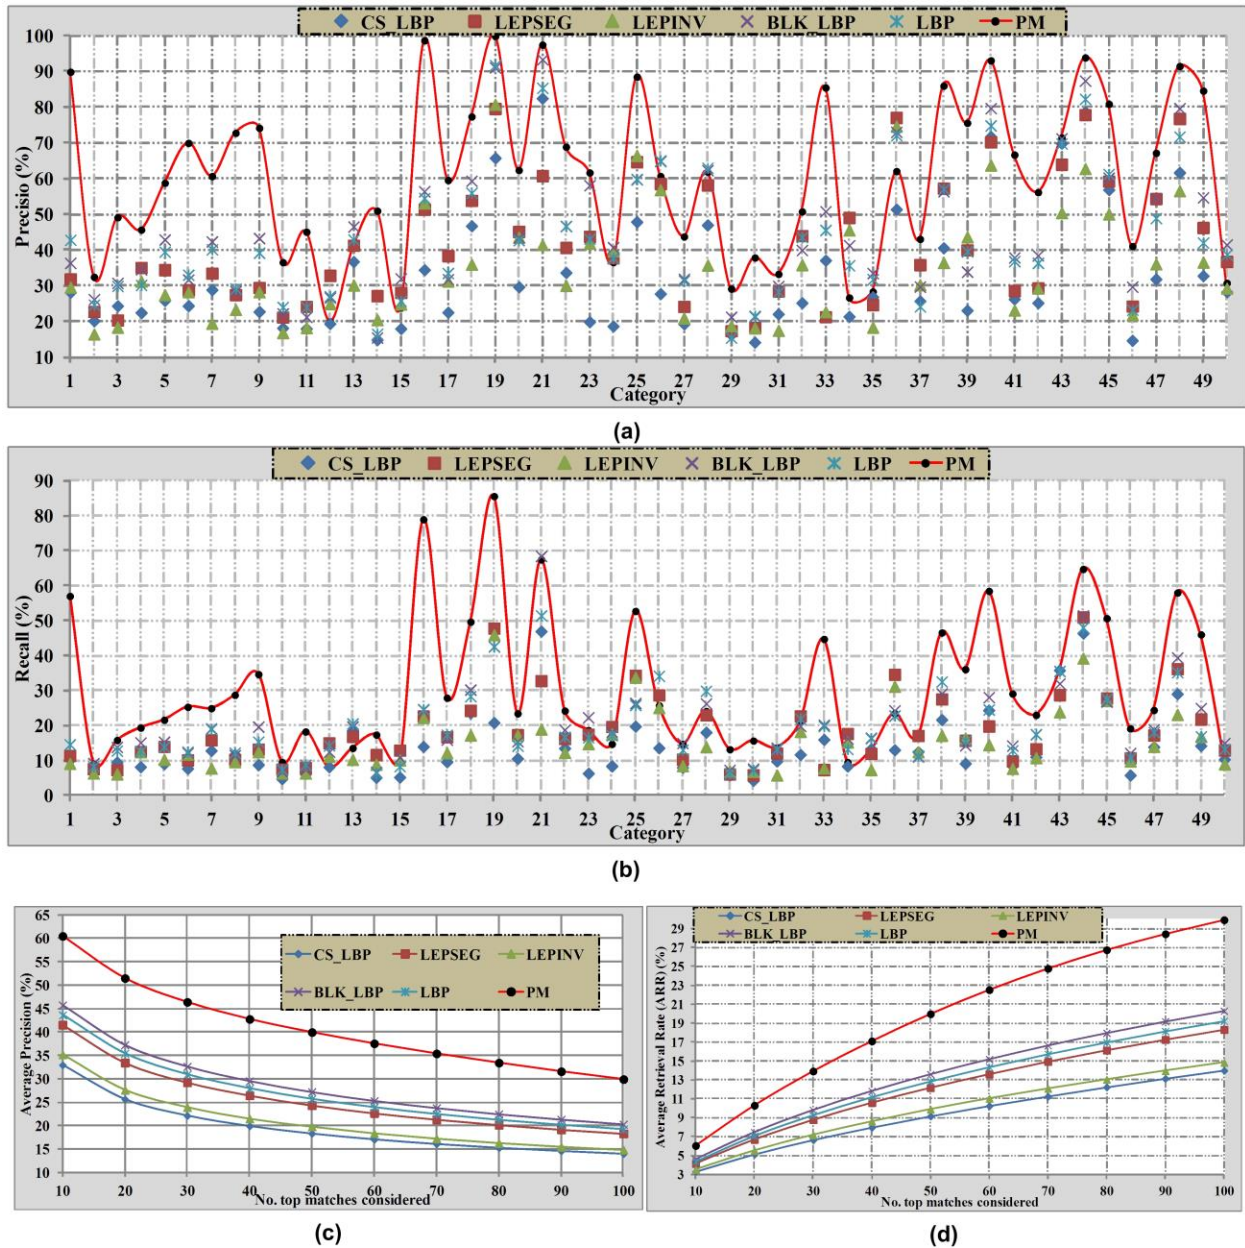 CS_LBP LEPSEG LEPINV BLK_LBP LBP PM
100
90
80
70
60
50
40
30
20
10
Precisio (%)
1 3 5 7 9 11 13 15 17 19 21 23 25 27 29 31 33 35 37 39 41 43 45 47 49
Category
(a)
CS_LBP LEPSEG LEPINV BLK_LBP LBP PM
90
80
70
60
50
40
30
20
10
0
Recall (%)
1 3 5 7 9 11 13 15 17 19 21 23 25 27 29 31 33 35 37 39 41 43 45 47 49
Category
(b)
65
60
55
50
45
40
35
30
25
20
15
10
Average Precision (%)
CS_LBP LEPSEG LEPINV
BLK_LBP LBP PM
10 20 30 40 50 60 70 80 90 100
No. top matches considered
(c)
CS_LBP LEPSEG LEPINV
BLK_LBP LBP PM
29
27
25
23
21
19
17
15
13
11
9
7
5
3
Average Retrieval Rate (ARR) (%)
10 20 30 40 50 60 70 80 90 100
No. top matches considered
(d)